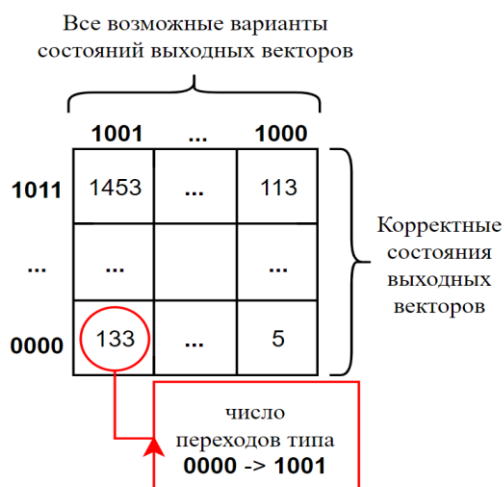 Все возможные варианты
состояний выходных векторов
1001 ... 1000
1011 1453 ... 113
... ... ...
0000 133 ... 5
Корректные
состояния
выходных
векторов
число
переходов типа
0000 -> 1001